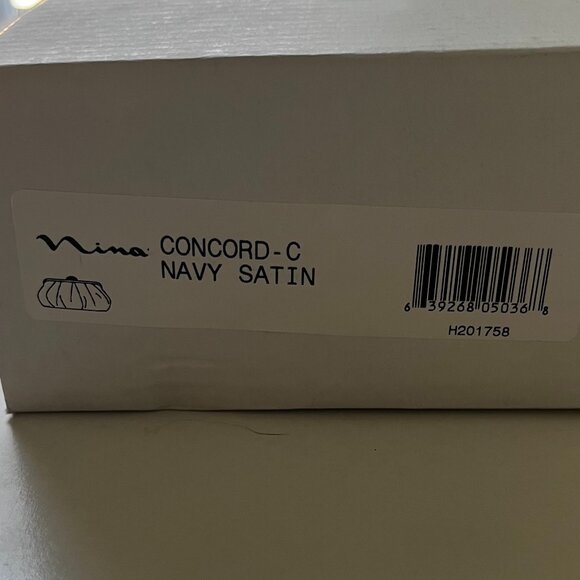 Nina
CONCORD-C
NAVY SATIN
6 39268 05036 8
H201758